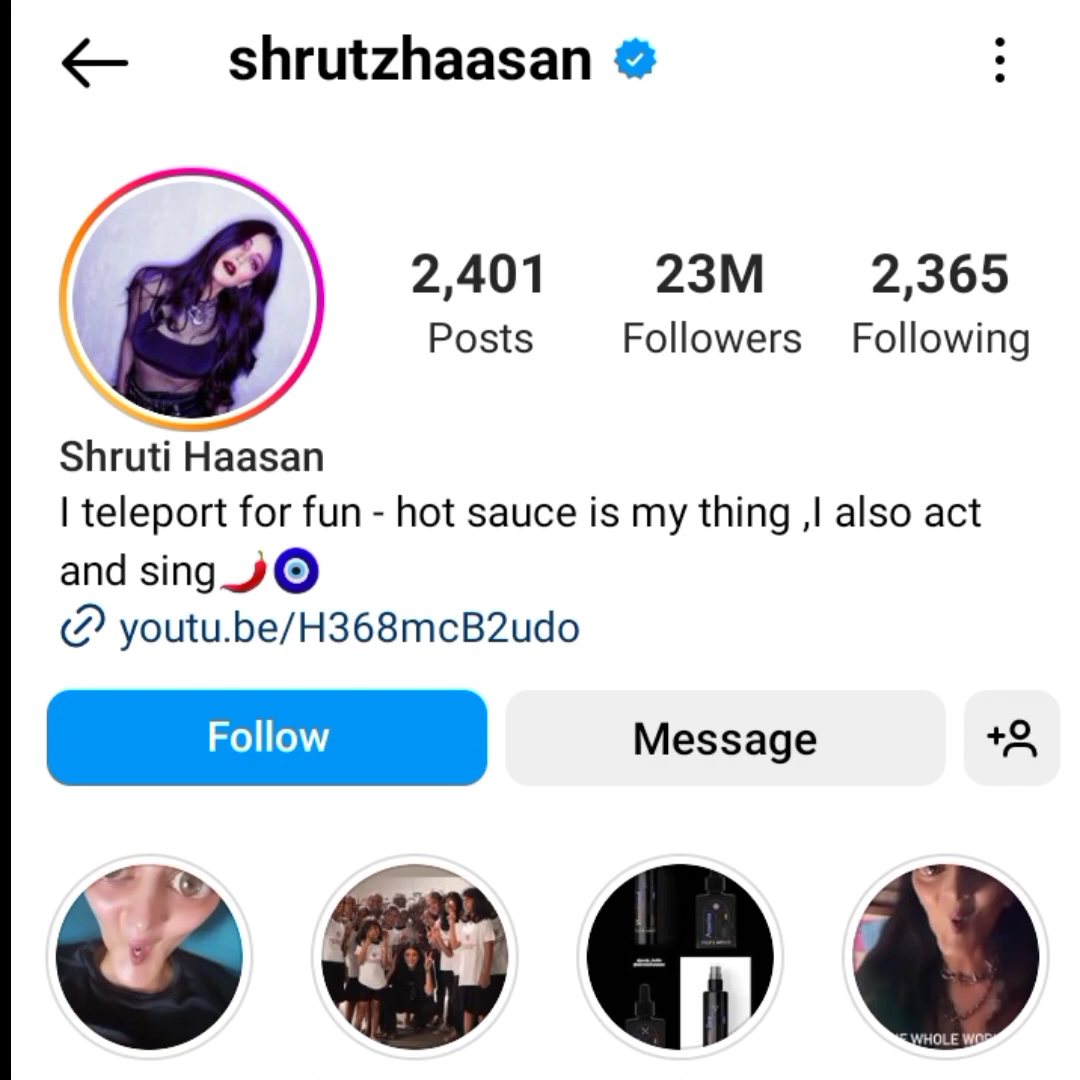 shrutzhaasan
2,401 23M 2,365
Posts Followers Following
Shruti Haasan
I teleport for fun - hot sauce is my thing ,I also act
and sing🌶️🧿
youtu.be/H368mcB2udo
Follow Message
WHOLE